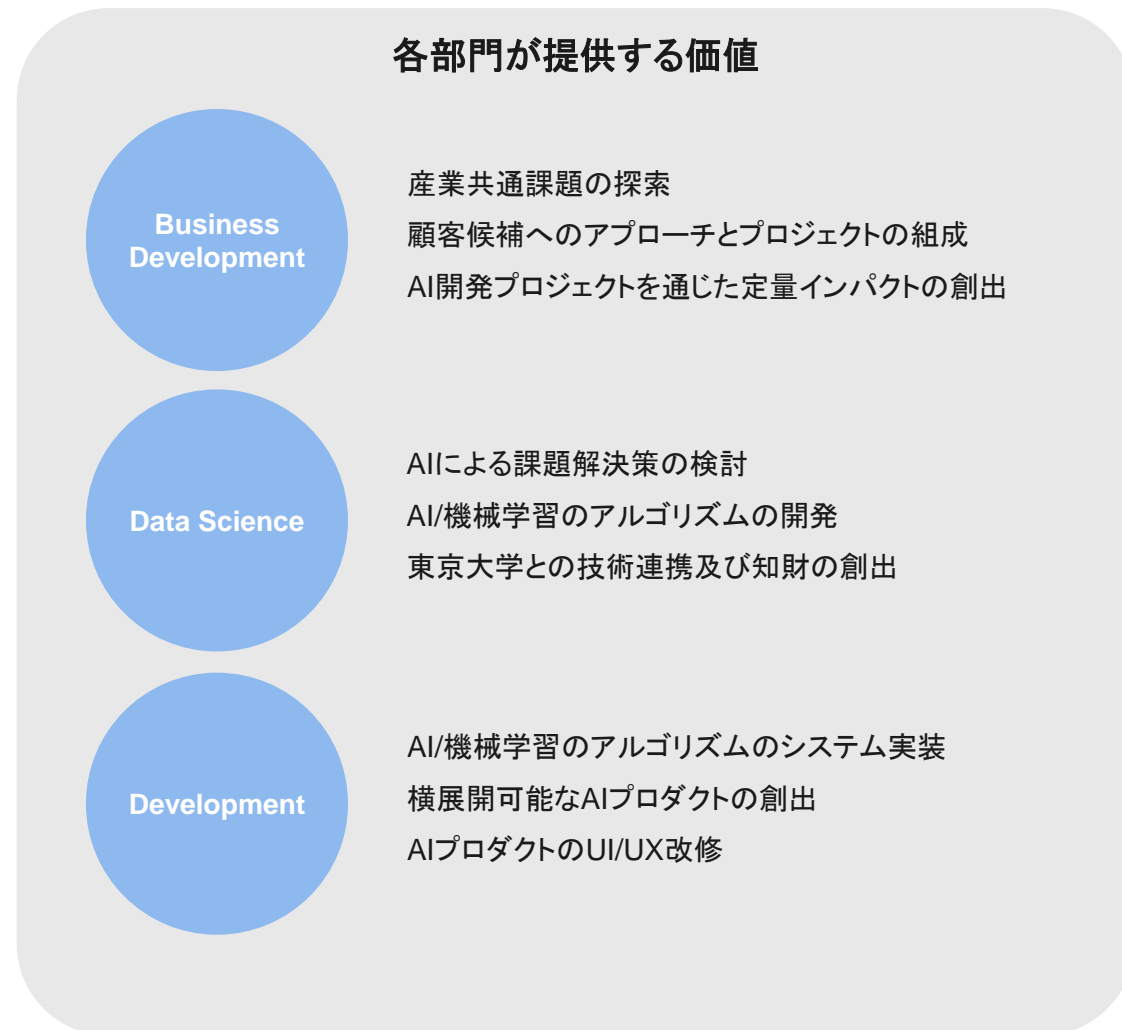 各部門が提供する価値
Business
Development
産業共通課題の探索
顧客候補へのアプローチとプロジェクトの組成
AI開発プロジェクトを通じた定量インパクトの創出
Data Science
AIによる課題解決策の検討
AI/機械学習のアルゴリズムの開発
東京大学との技術連携及び知財の創出
Development
AI/機械学習のアルゴリズムのシステム実装
横展開可能なAIプロダクトの創出
AIプロダクトのUI/UX改修